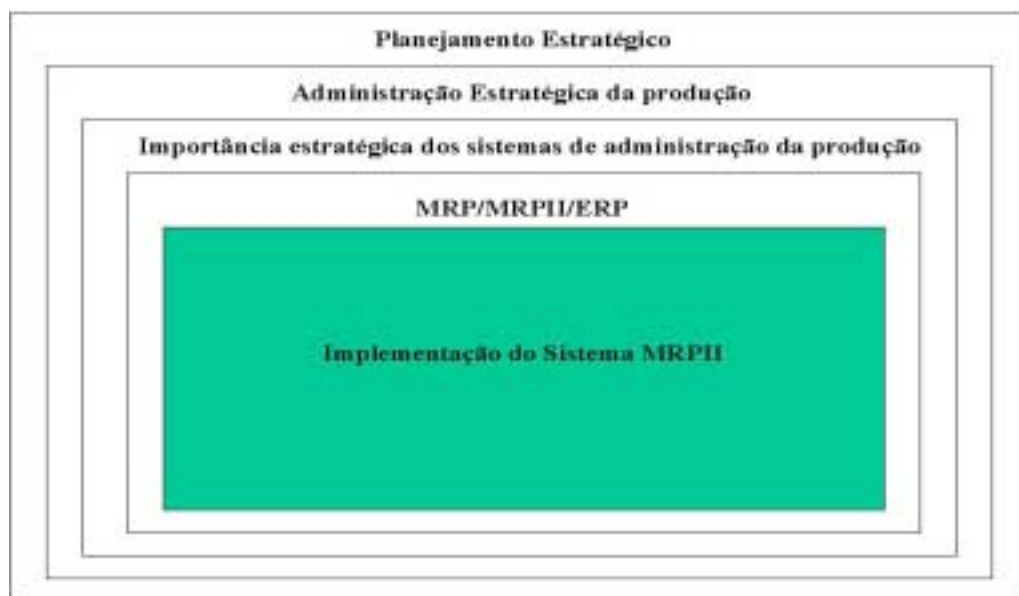 Planejamento Estratégico
Administração Estratégica da produção
Importância estratégica dos sistemas de administração da produção
MRP/MRPII/ERP
Implementação do Sistema MRPII